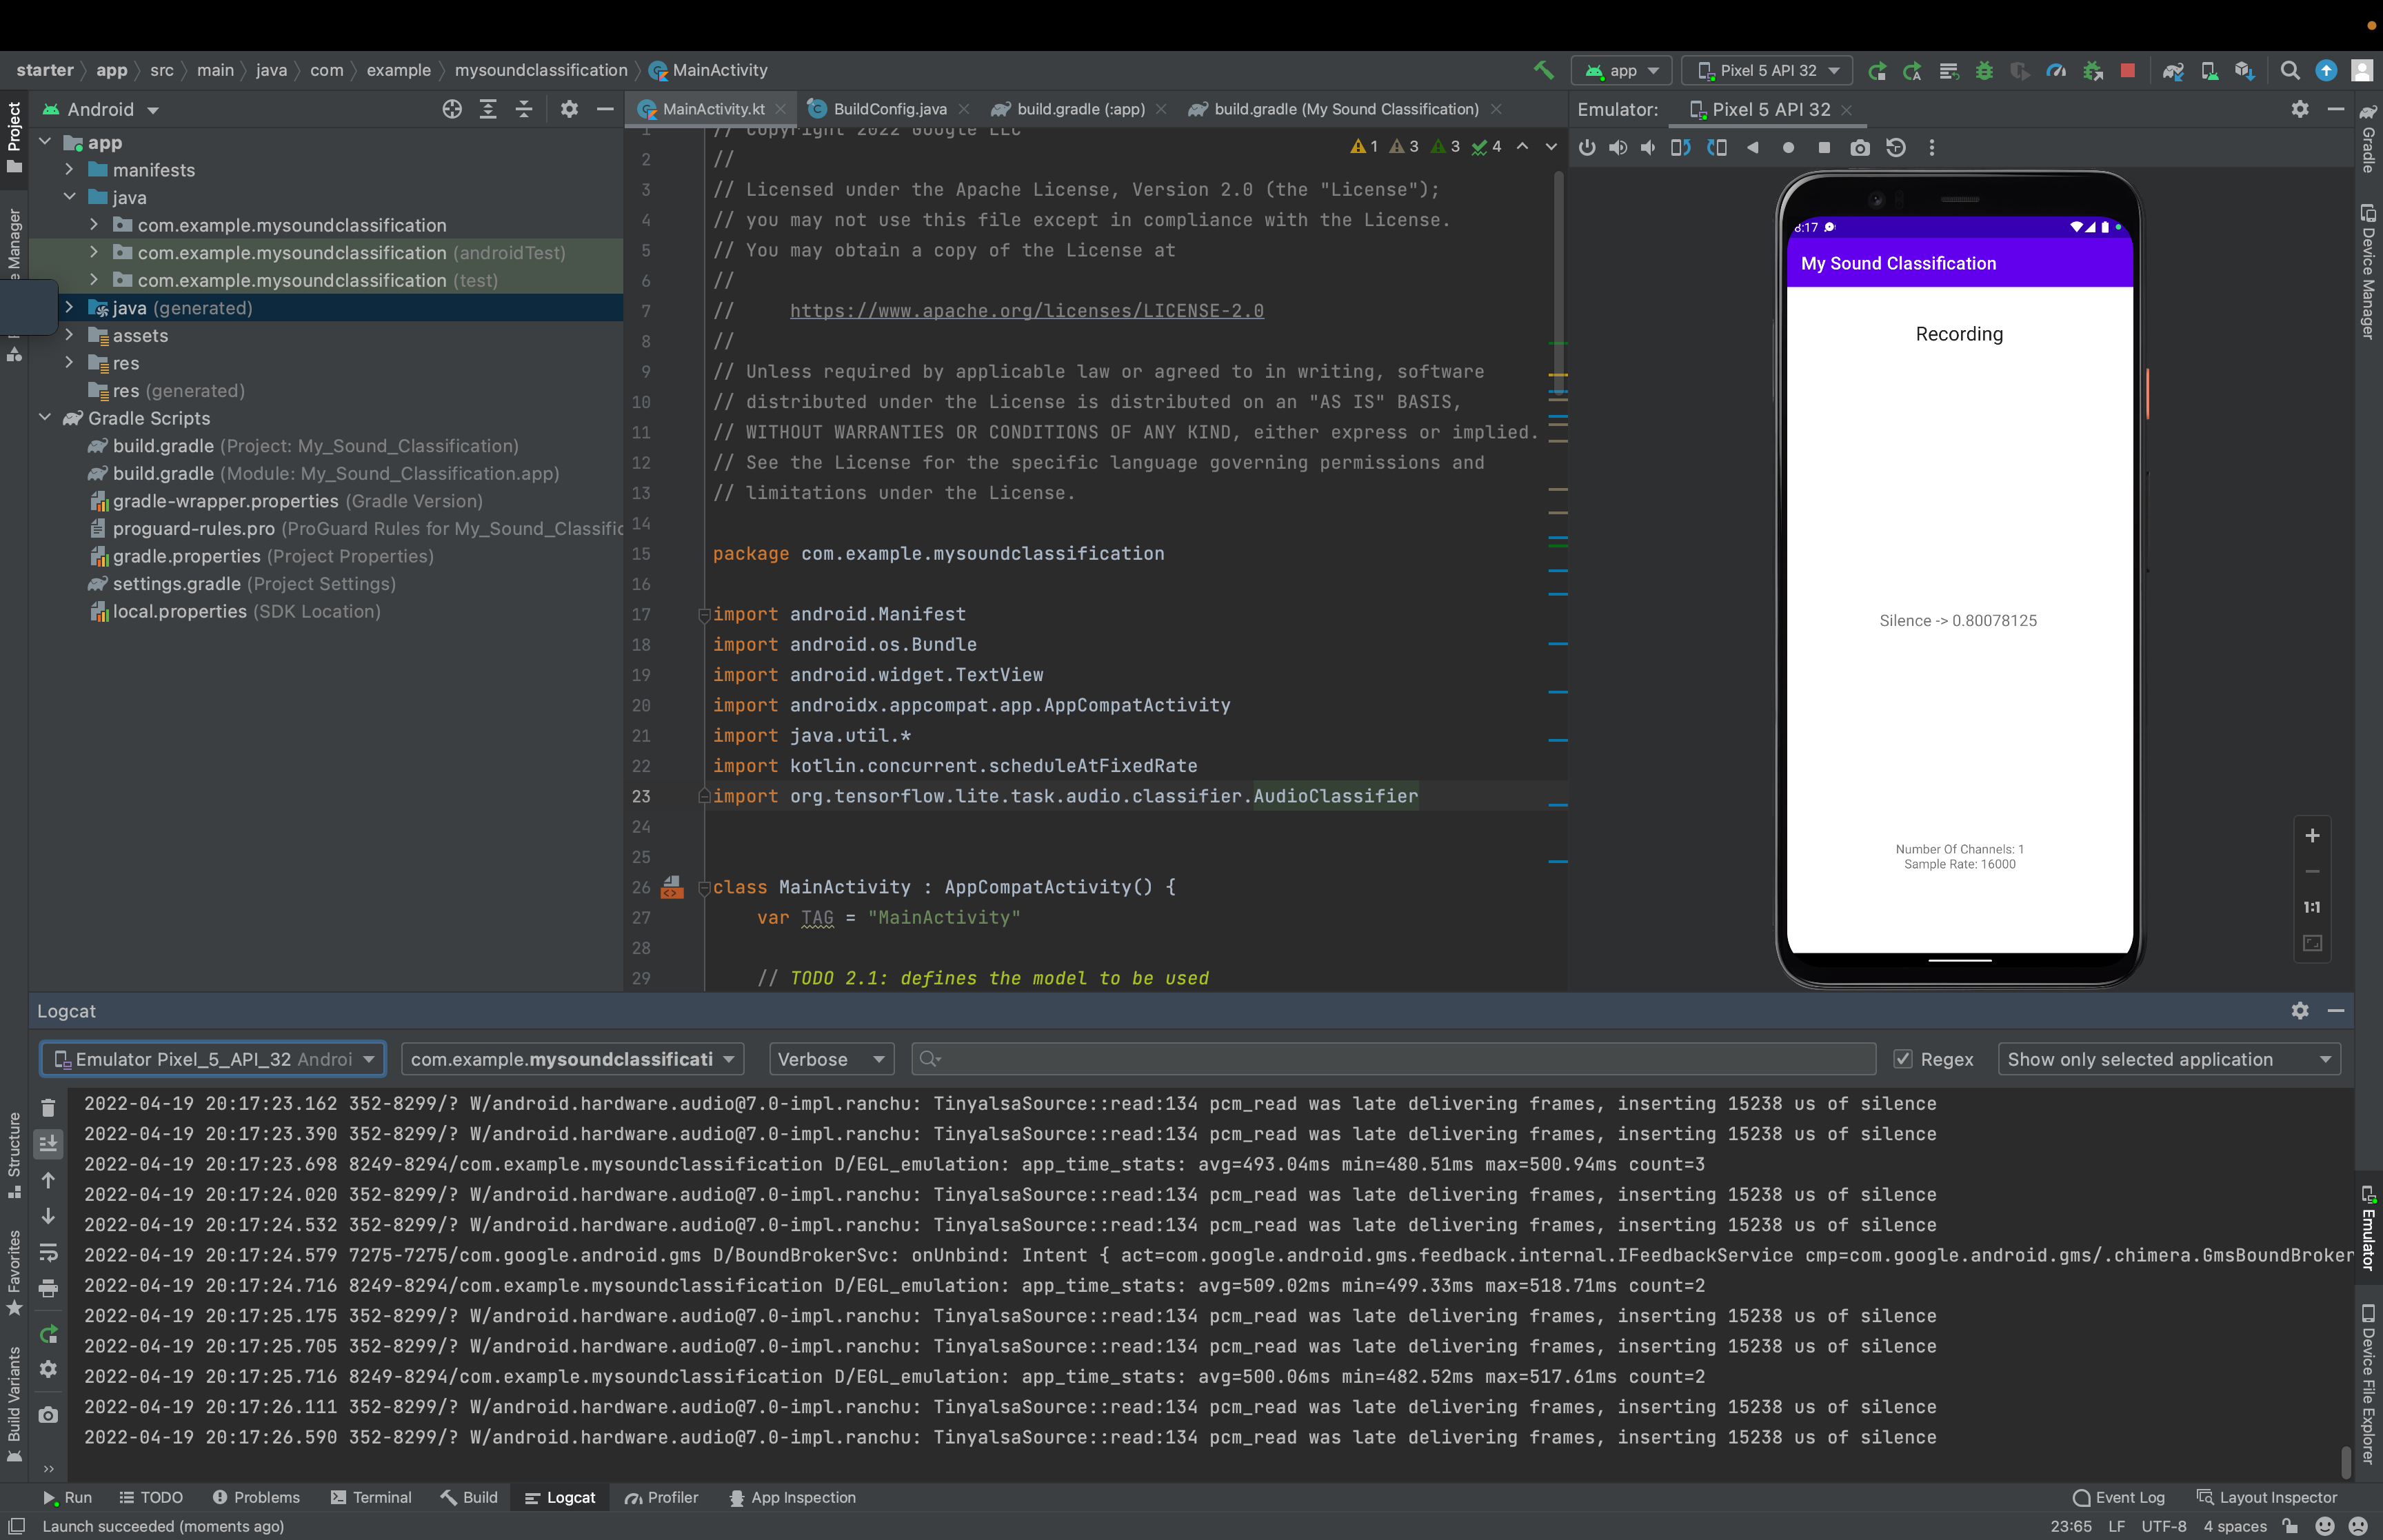 starter app src main java com example mysoundclassification MainActivity app Pixel 5 API 32
Project
Android
MainActivity.kt BuildConfig.java build.gradle (:app) build.gradle (My Sound Classification)
Emulator: Pixel 5 API 32
Gradle
Device Manager
app
manifests
java
com.example.mysoundclassification
com.example.mysoundclassification (androidTest)
com.example.mysoundclassification (test)
java (generated)
assets
res
res (generated)
Gradle Scripts
build.gradle (Project: My_Sound_Classification)
build.gradle (Module: My_Sound_Classification.app)
gradle-wrapper.properties (Gradle Version)
proguard-rules.pro (ProGuard Rules for My_Sound_Classific
gradle.properties (Project Properties)
settings.gradle (Project Settings)
local.properties (SDK Location)
1 3 3 4
1 // Copyright 2022 Google LLC
2 //
3 // Licensed under the Apache License, Version 2.0 (the "License");
4 // you may not use this file except in compliance with the License.
5 // You may obtain a copy of the License at
6 //
7 // https://www.apache.org/licenses/LICENSE-2.0
8 //
9 // Unless required by applicable law or agreed to in writing, software
10 // distributed under the License is distributed on an "AS IS" BASIS,
11 // WITHOUT WARRANTIES OR CONDITIONS OF ANY KIND, either express or implied.
12 // See the License for the specific language governing permissions and
13 // limitations under the License.
14
15 package com.example.mysoundclassification
16
17 import android.Manifest
18 import android.os.Bundle
19 import android.widget.TextView
20 import androidx.appcompat.app.AppCompatActivity
21 import java.util.*
22 import kotlin.concurrent.scheduleAtFixedRate
23 import org.tensorflow.lite.task.audio.classifier.AudioClassifier
24
25
26 class MainActivity : AppCompatActivity() {
27 var TAG = "MainActivity"
28
29 // TODO 2.1: defines the model to be used
8:17
My Sound Classification
Recording
Silence -> 0.80078125
Number Of Channels: 1
Sample Rate: 16000
1:1
Logcat
Emulator Pixel_5_API_32 Androi com.example.mysoundclassificati Verbose Regex Show only selected application
2022-04-19 20:17:23.162 352-8299/? W/android.hardware.audio@7.0-impl.ranchu: TinyalsaSource::read:134 pcm_read was late delivering frames, inserting 15238 us of silence
2022-04-19 20:17:23.390 352-8299/? W/android.hardware.audio@7.0-impl.ranchu: TinyalsaSource::read:134 pcm_read was late delivering frames, inserting 15238 us of silence
2022-04-19 20:17:23.698 8249-8294/com.example.mysoundclassification D/EGL_emulation: app_time_stats: avg=493.04ms min=480.51ms max=500.94ms count=3
2022-04-19 20:17:24.020 352-8299/? W/android.hardware.audio@7.0-impl.ranchu: TinyalsaSource::read:134 pcm_read was late delivering frames, inserting 15238 us of silence
2022-04-19 20:17:24.532 352-8299/? W/android.hardware.audio@7.0-impl.ranchu: TinyalsaSource::read:134 pcm_read was late delivering frames, inserting 15238 us of silence
2022-04-19 20:17:24.579 7275-7275/com.google.android.gms D/BoundBrokerSvc: onUnbind: Intent { act=com.google.android.gms.feedback.internal.IFeedbackService cmp=com.google.android.gms/.chimera.GmsBoundBroker
2022-04-19 20:17:24.716 8249-8294/com.example.mysoundclassification D/EGL_emulation: app_time_stats: avg=509.02ms min=499.33ms max=518.71ms count=2
2022-04-19 20:17:25.175 352-8299/? W/android.hardware.audio@7.0-impl.ranchu: TinyalsaSource::read:134 pcm_read was late delivering frames, inserting 15238 us of silence
2022-04-19 20:17:25.705 352-8299/? W/android.hardware.audio@7.0-impl.ranchu: TinyalsaSource::read:134 pcm_read was late delivering frames, inserting 15238 us of silence
2022-04-19 20:17:25.716 8249-8294/com.example.mysoundclassification D/EGL_emulation: app_time_stats: avg=500.06ms min=482.52ms max=517.61ms count=2
2022-04-19 20:17:26.111 352-8299/? W/android.hardware.audio@7.0-impl.ranchu: TinyalsaSource::read:134 pcm_read was late delivering frames, inserting 15238 us of silence
2022-04-19 20:17:26.590 352-8299/? W/android.hardware.audio@7.0-impl.ranchu: TinyalsaSource::read:134 pcm_read was late delivering frames, inserting 15238 us of silence
Structure
Favorites
Build Variants
Emulator
Device File Explorer
Run TODO Problems Terminal Build Logcat Profiler App Inspection Event Log Layout Inspector
Launch succeeded (moments ago) 23:65 LF UTF-8 4 spaces